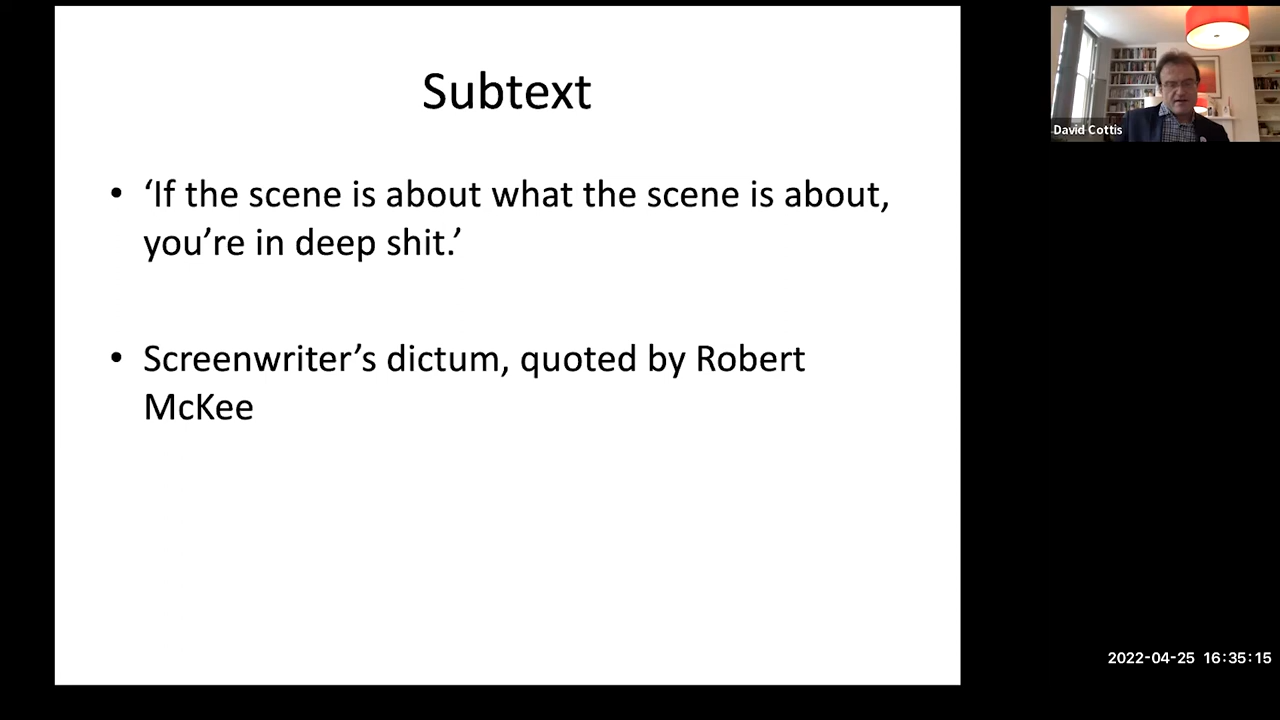 Subtext
• ‘If the scene is about what the scene is about,
you’re in deep shit.’
• Screenwriter’s dictum, quoted by Robert
McKee
David Cottis
2022-04-25 16:35:15